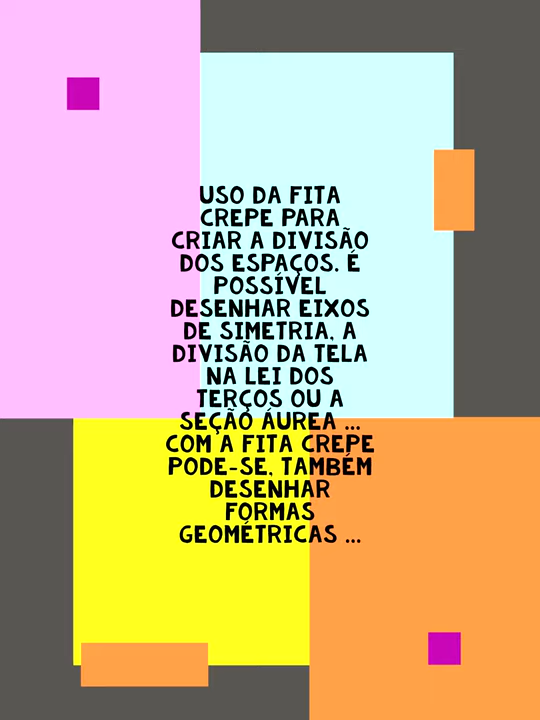 USO DA FITA
CREPE PARA
CRIAR A DIVISÃO
DOS ESPAÇOS. É
POSSÍVEL
DESENHAR EIXOS
DE SIMETRIA, A
DIVISÃO DA TELA
NA LEI DOS
TERÇOS OU A
SEÇÃO ÁUREA ...
COM A FITA CREPE
PODE-SE, TAMBÉM
DESENHAR
FORMAS
GEOMÉTRICAS ...